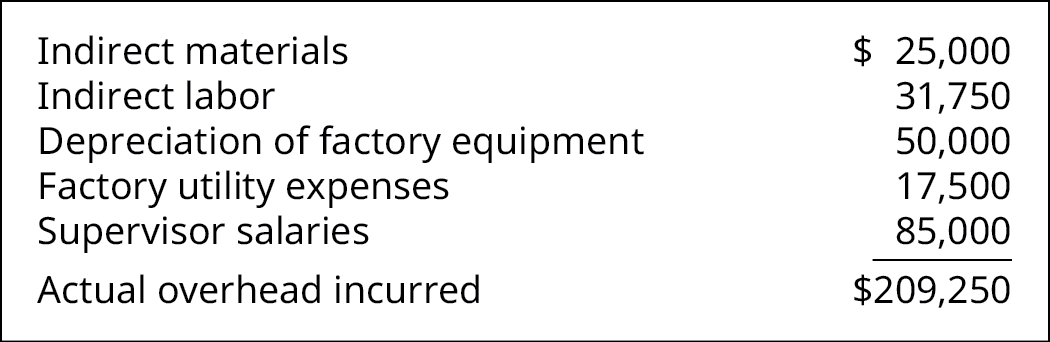 Indirect materials $ 25,000
Indirect labor 31,750
Depreciation of factory equipment 50,000
Factory utility expenses 17,500
Supervisor salaries 85,000
Actual overhead incurred $209,250